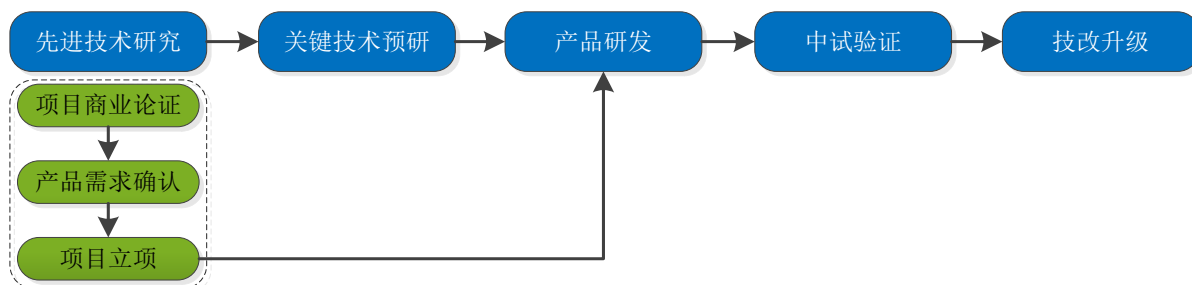 先进技术研究
关键技术预研
产品研发
中试验证
技改升级
项目商业论证
产品需求确认
项目立项